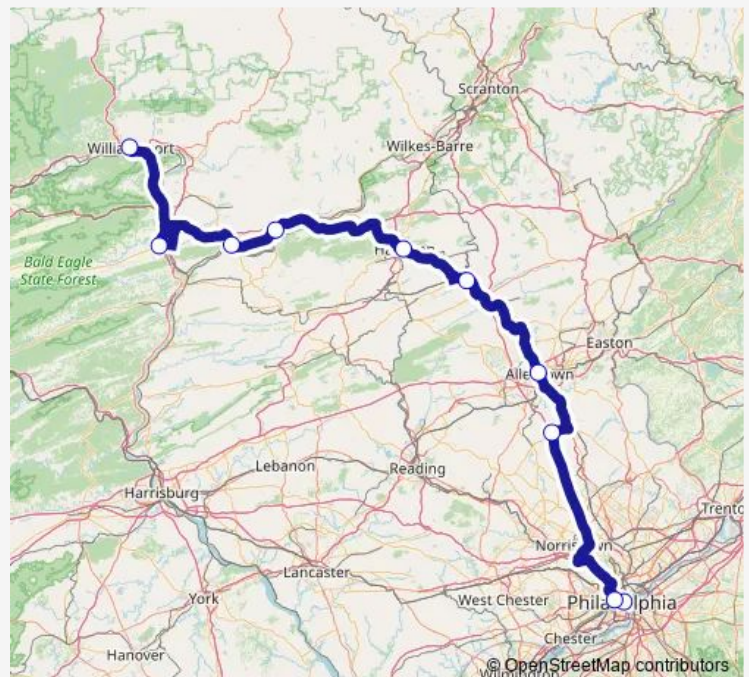 Scranton
Wilkes-Barre
Bald Eagle
State Forest
Easton
Lebanon
Reading
Harrisburg
Trento
Lancaster
York
West Chester
Chester
Hanover
© OpenStreetMap contributors